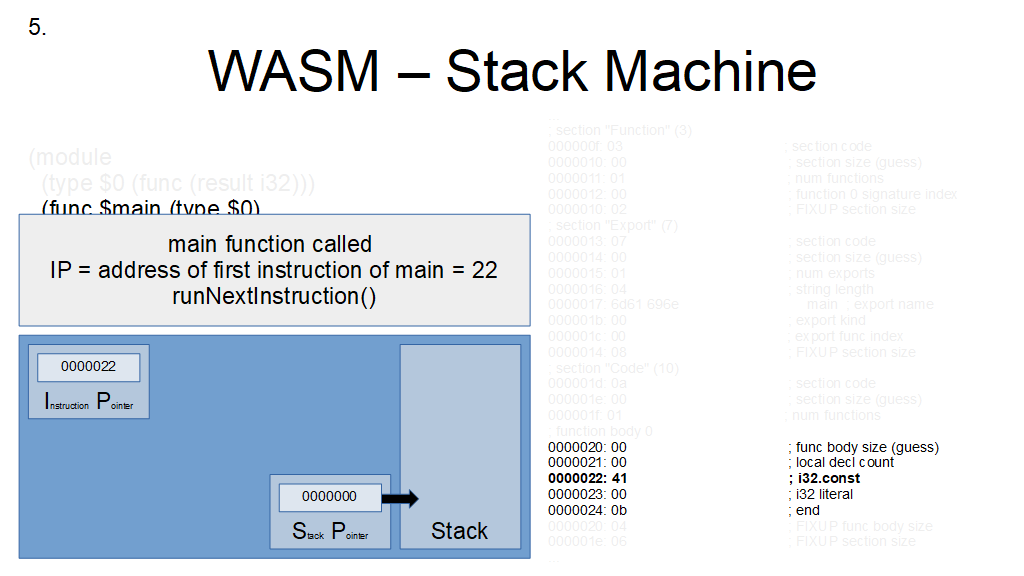 5.
WASM – Stack Machine
(module
(type $0 (func (result i32)))
(func $main (type $0)
main function called
IP = address of first instruction of main = 22
runNextInstruction()
0000022
Instruction Pointer
0000000
Stack Pointer
Stack
; section "Function" (3)
000000f: 03 ; section code
0000010: 00 ; section size (guess)
0000011: 01 ; num functions
0000012: 00 ; function 0 signature index
0000010: 02 ; FIXUP section size
; section "Export" (7)
0000013: 07 ; section code
0000014: 00 ; section size (guess)
0000015: 01 ; num exports
0000016: 04 ; string length
0000017: 6d61 696e main ; export name
000001b: 00 ; export kind
000001c: 00 ; export func index
0000014: 08 ; FIXUP section size
; section "Code" (10)
000001d: 0a ; section code
000001e: 00 ; section size (guess)
000001f: 01 ; num functions
; function body 0
0000020: 00 ; func body size (guess)
0000021: 00 ; local decl count
0000022: 41 ; i32.const
0000023: 00 ; i32 literal
0000024: 0b ; end
0000020: 04 ; FIXUP func body size
000001e: 06 ; FIXUP section size